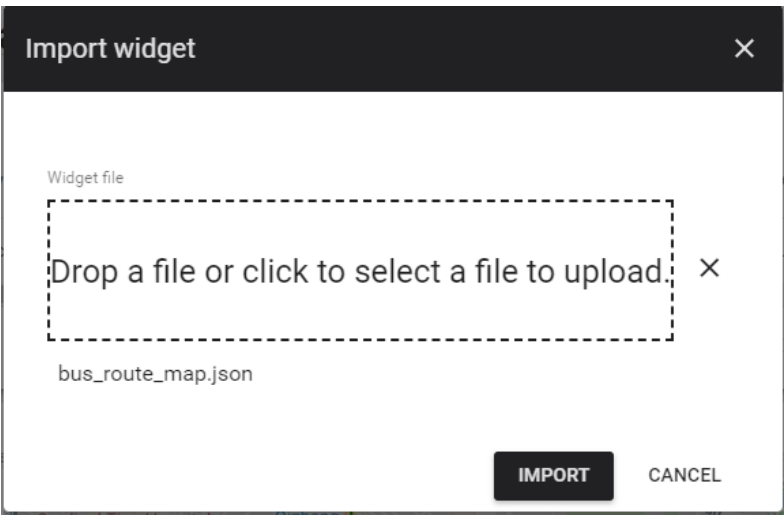 Import widget
Widget file
Drop a file or click to select a file to upload.
bus_route_map.json
IMPORT CANCEL